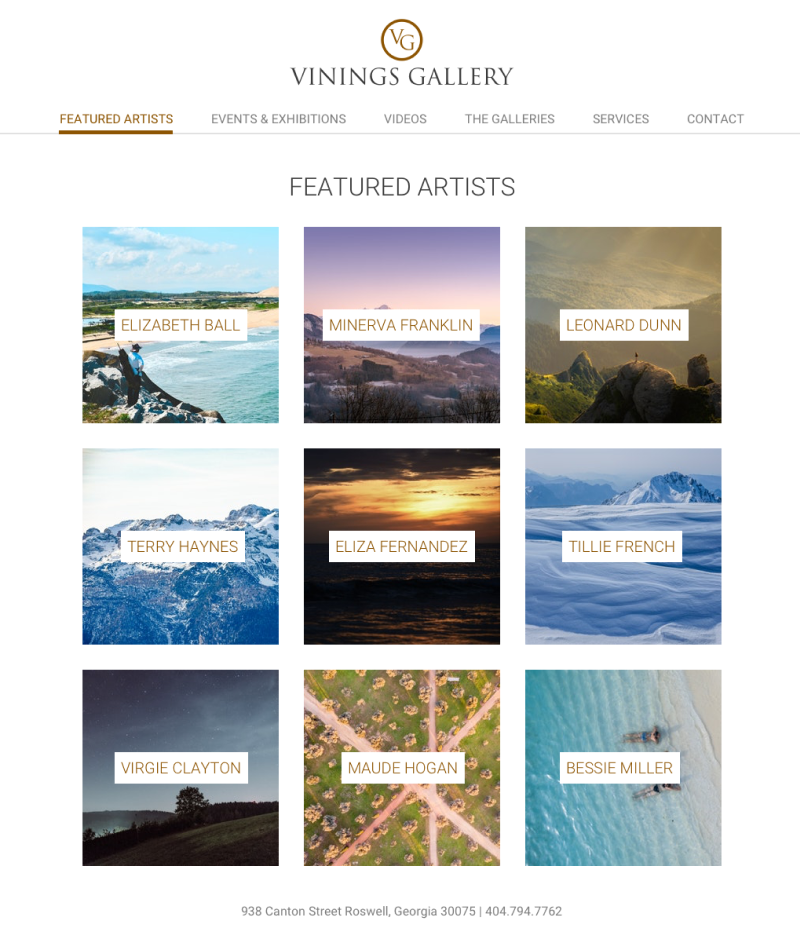 VG
VININGS GALLERY
FEATURED ARTISTS EVENTS & EXHIBITIONS VIDEOS THE GALLERIES SERVICES CONTACT
FEATURED ARTISTS
ELIZABETH BALL MINERVA FRANKLIN LEONARD DUNN
TERRY HAYNES ELIZA FERNANDEZ TILLIE FRENCH
VIRGIE CLAYTON MAUDE HOGAN BESSIE MILLER
938 Canton Street Roswell, Georgia 30075 | 404.794.7762